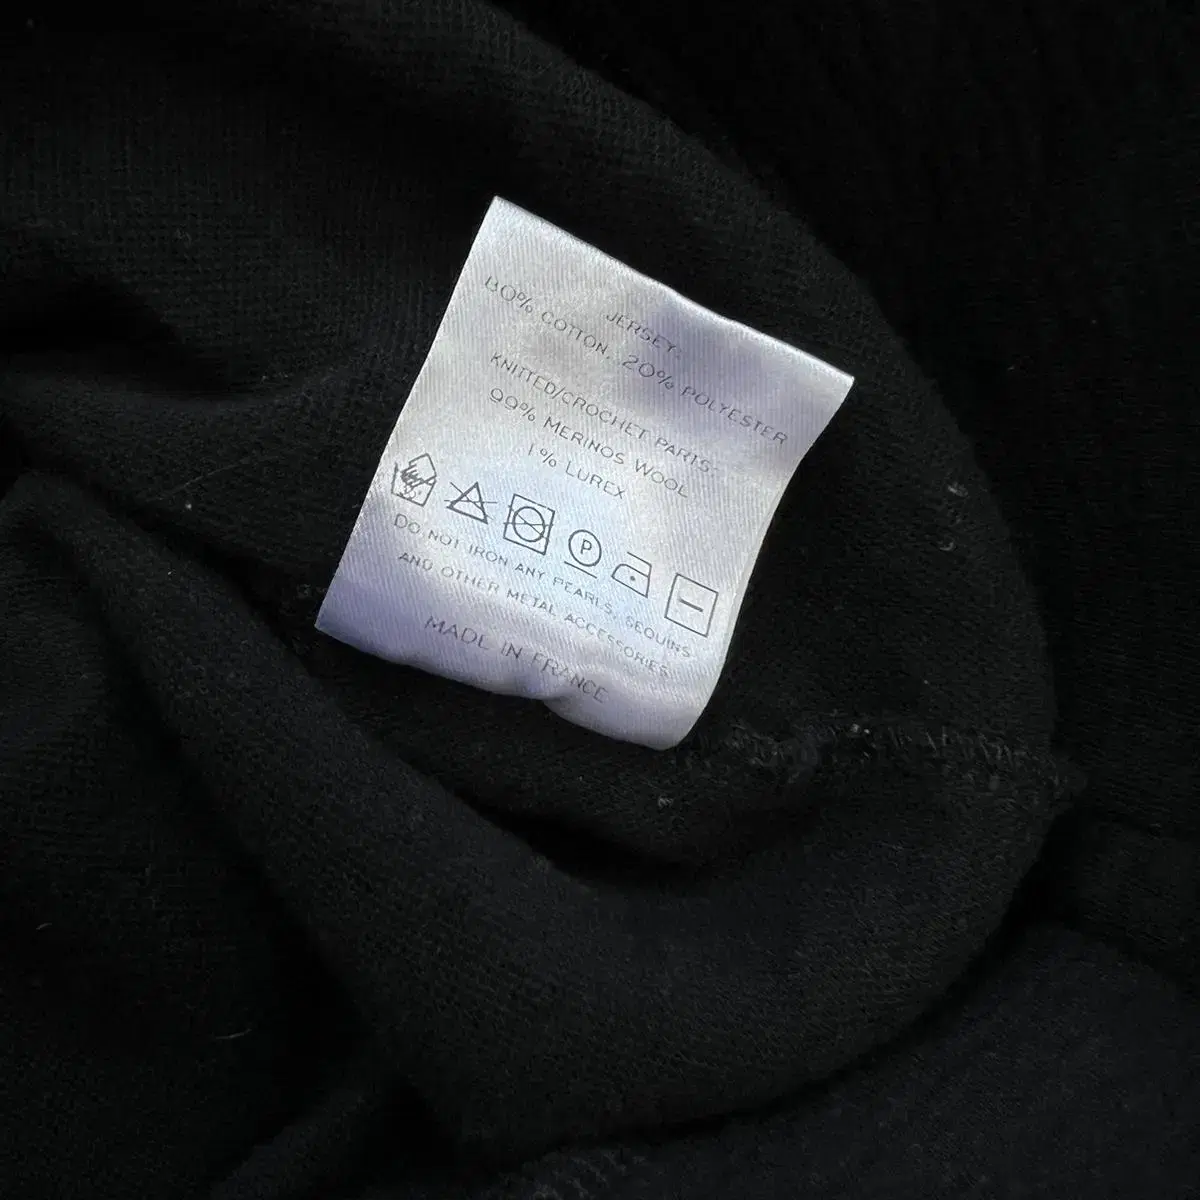 JERSEY:
80% COTTON, 20% POLYESTER
KNITTED/CROCHET PARTS:
99% MERINOS WOOL
1% LUREX
P
DO NOT IRON ANY PEARLS, SEQUINS
AND OTHER METAL ACCESSORIES
MADE IN FRANCE